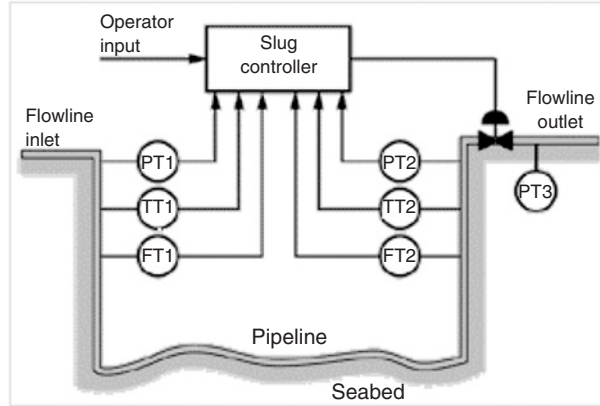 Operator
input
Slug
controller
Flowline
inlet
Flowline
outlet
PT1
PT2
TT1
TT2
PT3
FT1
FT2
Pipeline
Seabed